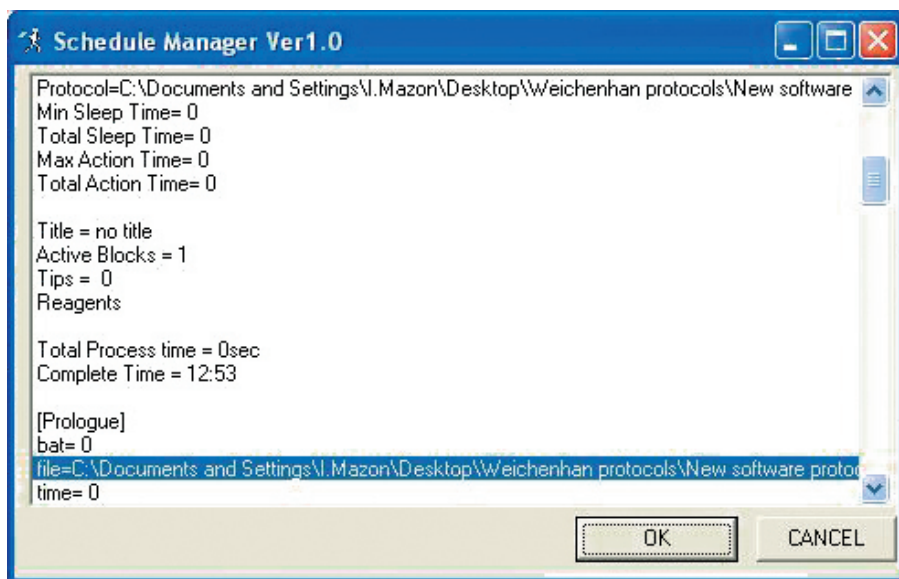 Schedule Manager Ver1.0
Protocol=C:\Documents and Settings\I.Mazon\Desktop\Weichenhan protocols\New software
Min Sleep Time= 0
Total Sleep Time= 0
Max Action Time= 0
Total Action Time= 0
Title = no title
Active Blocks = 1
Tips = 0
Reagents
Total Process time = 0sec
Complete Time = 12:53
[Prologue]
bat= 0
file=C:\Documents and Settings\I.Mazon\Desktop\Weichenhan protocols\New software protoc
time= 0
OK CANCEL